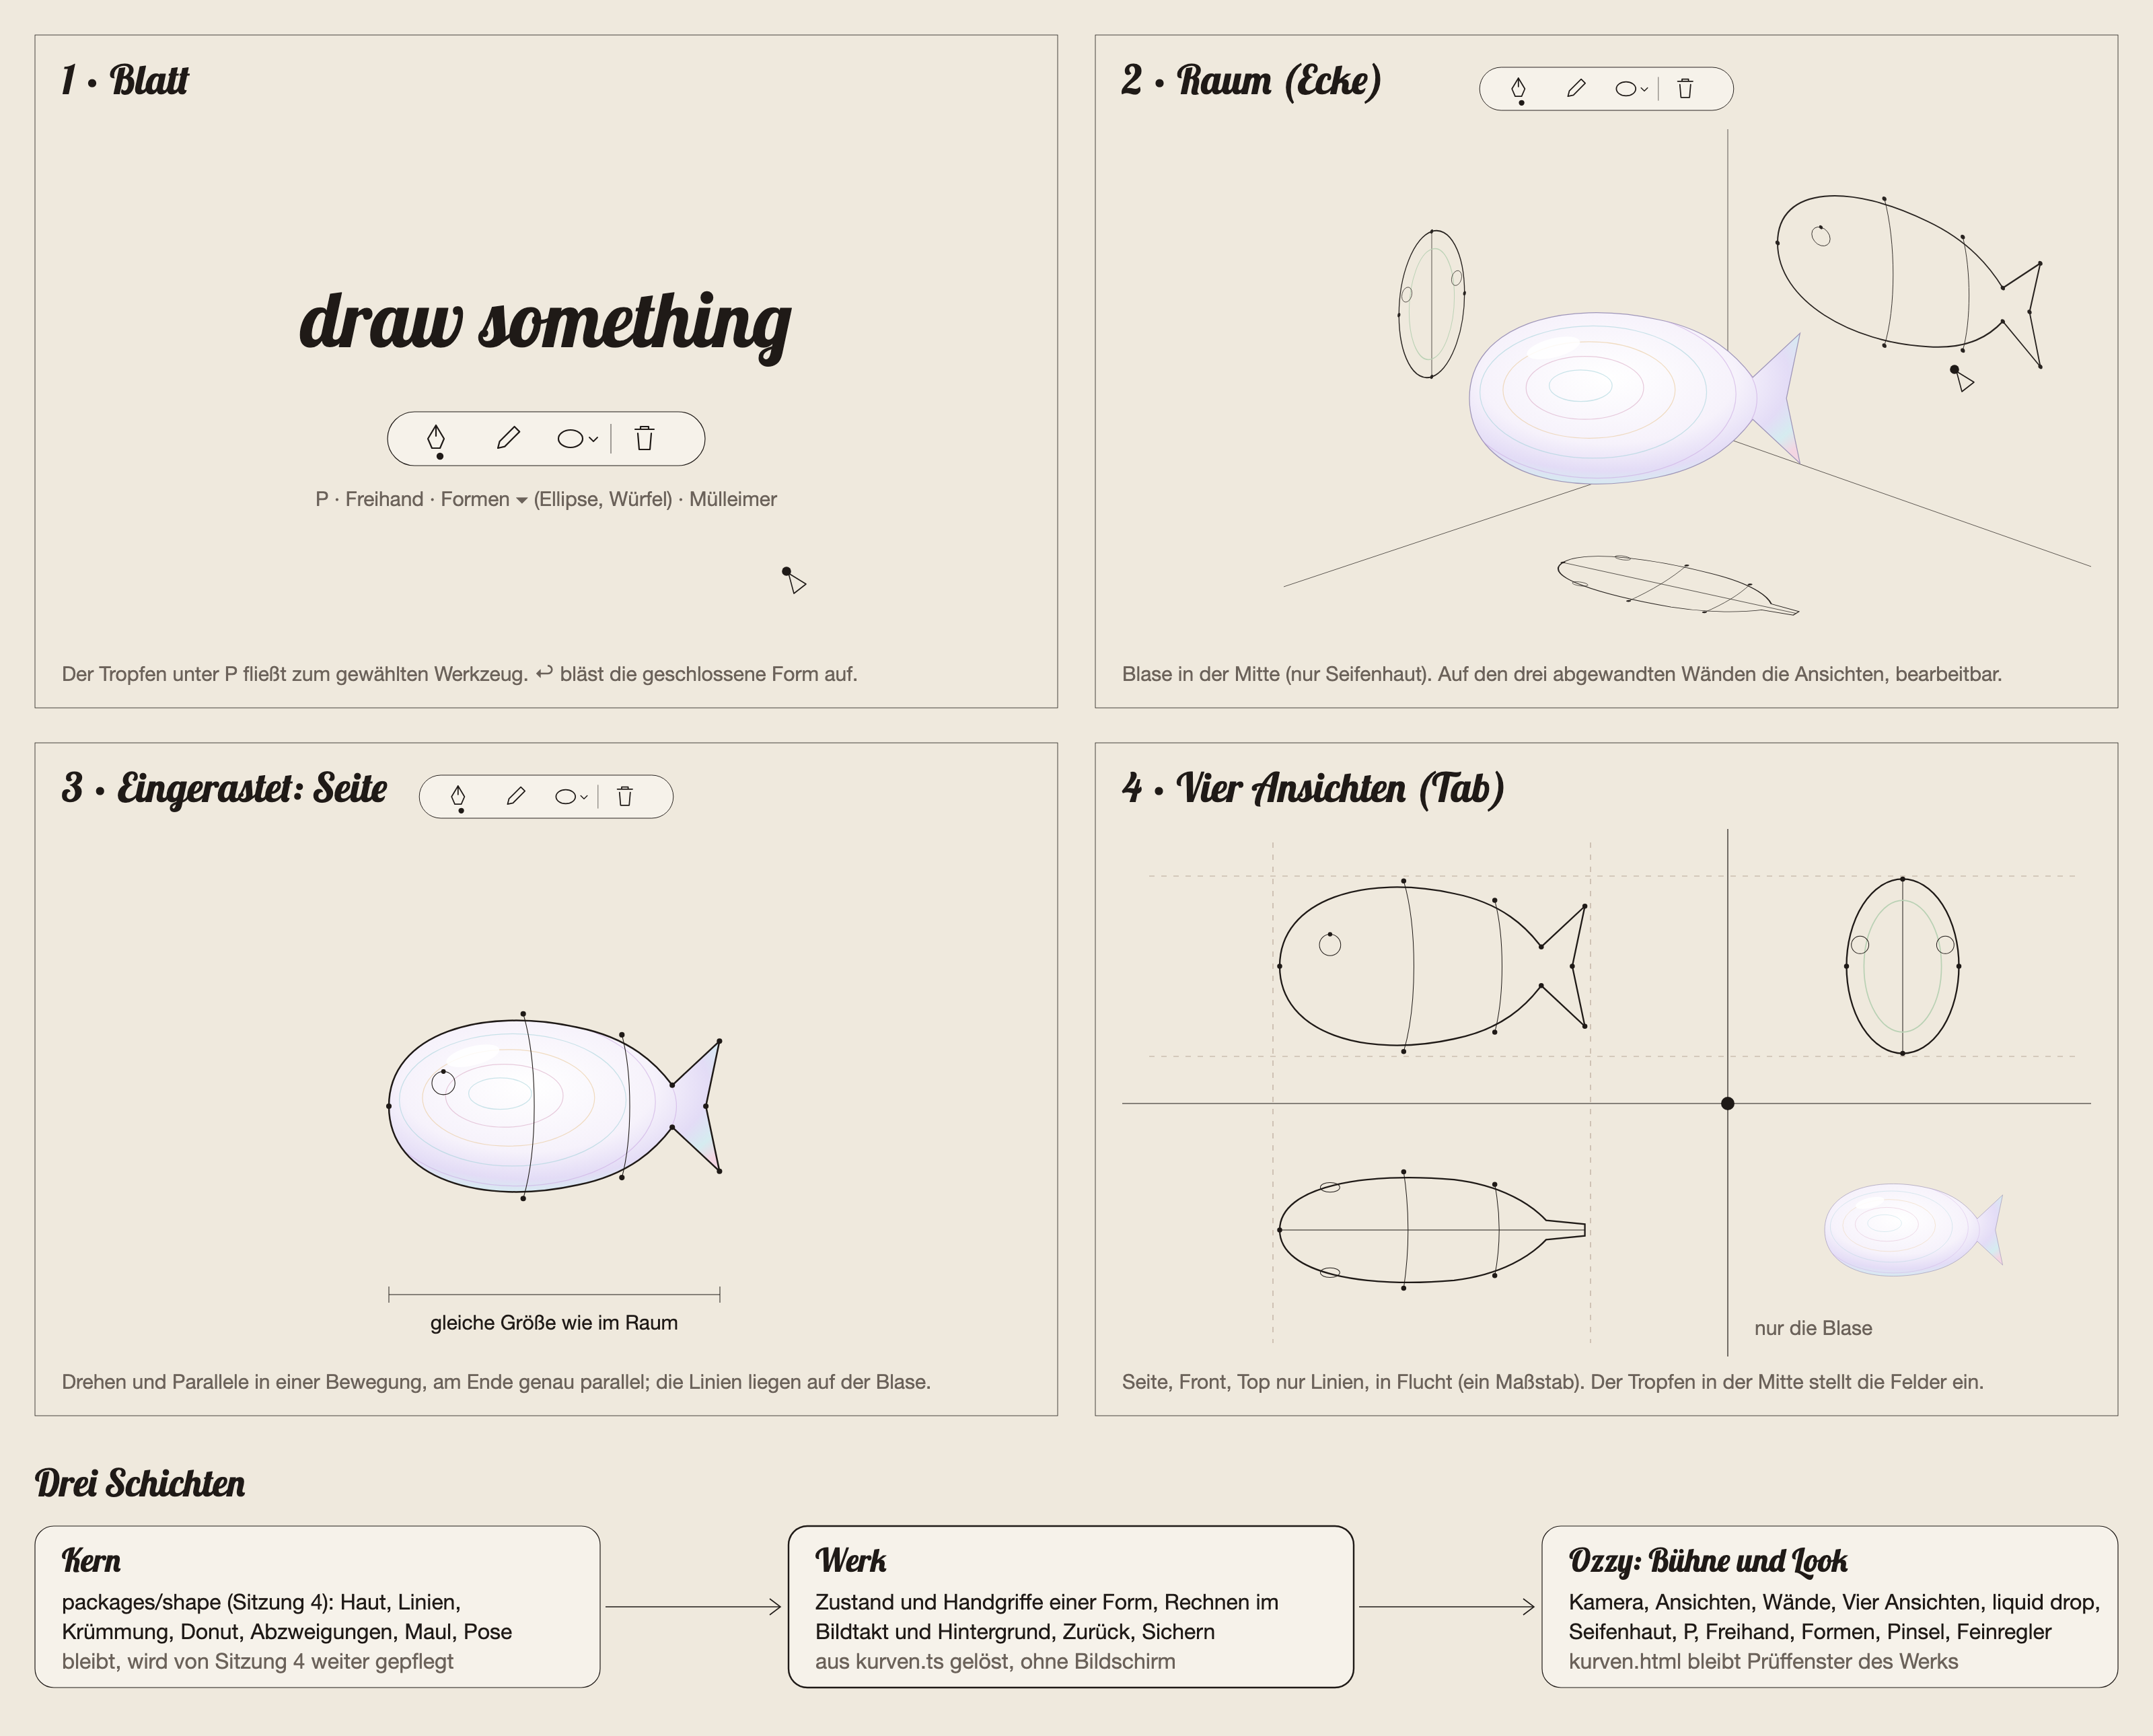 1 · Blatt
draw something
P · Freihand · Formen ▾ (Ellipse, Würfel) · Mülleimer
Der Tropfen unter P fließt zum gewählten Werkzeug. ↩ bläst die geschlossene Form auf.
2 · Raum (Ecke)
Blase in der Mitte (nur Seifenhaut). Auf den drei abgewandten Wänden die Ansichten, bearbeitbar.
3 · Eingerastet: Seite
gleiche Größe wie im Raum
Drehen und Parallele in einer Bewegung, am Ende genau parallel; die Linien liegen auf der Blase.
4 · Vier Ansichten (Tab)
nur die Blase
Seite, Front, Top nur Linien, in Flucht (ein Maßstab). Der Tropfen in der Mitte stellt die Felder ein.
Drei Schichten
Kern
packages/shape (Sitzung 4): Haut, Linien,
Krümmung, Donut, Abzweigungen, Maul, Pose
bleibt, wird von Sitzung 4 weiter gepflegt
Werk
Zustand und Handgriffe einer Form, Rechnen im
Bildtakt und Hintergrund, Zurück, Sichern
aus kurven.ts gelöst, ohne Bildschirm
Ozzy: Bühne und Look
Kamera, Ansichten, Wände, Vier Ansichten, liquid drop,
Seifenhaut, P, Freihand, Formen, Pinsel, Feinregler
kurven.html bleibt Prüffenster des Werks